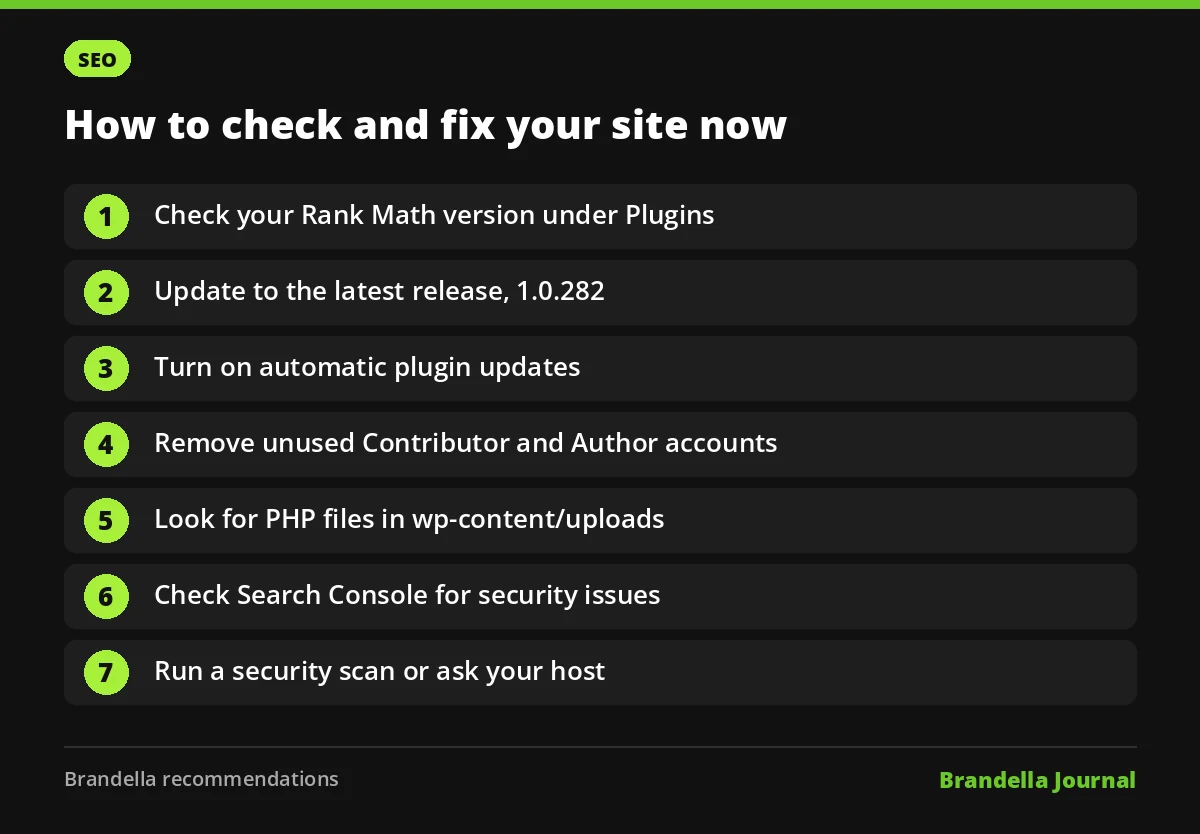 SEO
How to check and fix your site now
1 Check your Rank Math version under Plugins
2 Update to the latest release, 1.0.282
3 Turn on automatic plugin updates
4 Remove unused Contributor and Author accounts
5 Look for PHP files in wp-content/uploads
6 Check Search Console for security issues
7 Run a security scan or ask your host
Brandella recommendations
Brandella Journal